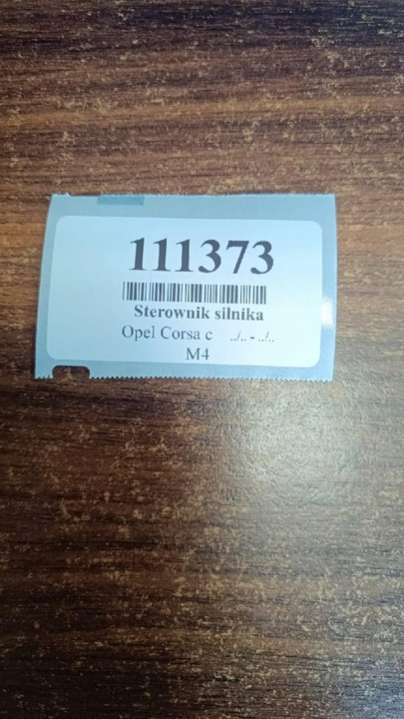 111373
Sterownik silnika
Opel Corsa c ../.. - ../..
M4